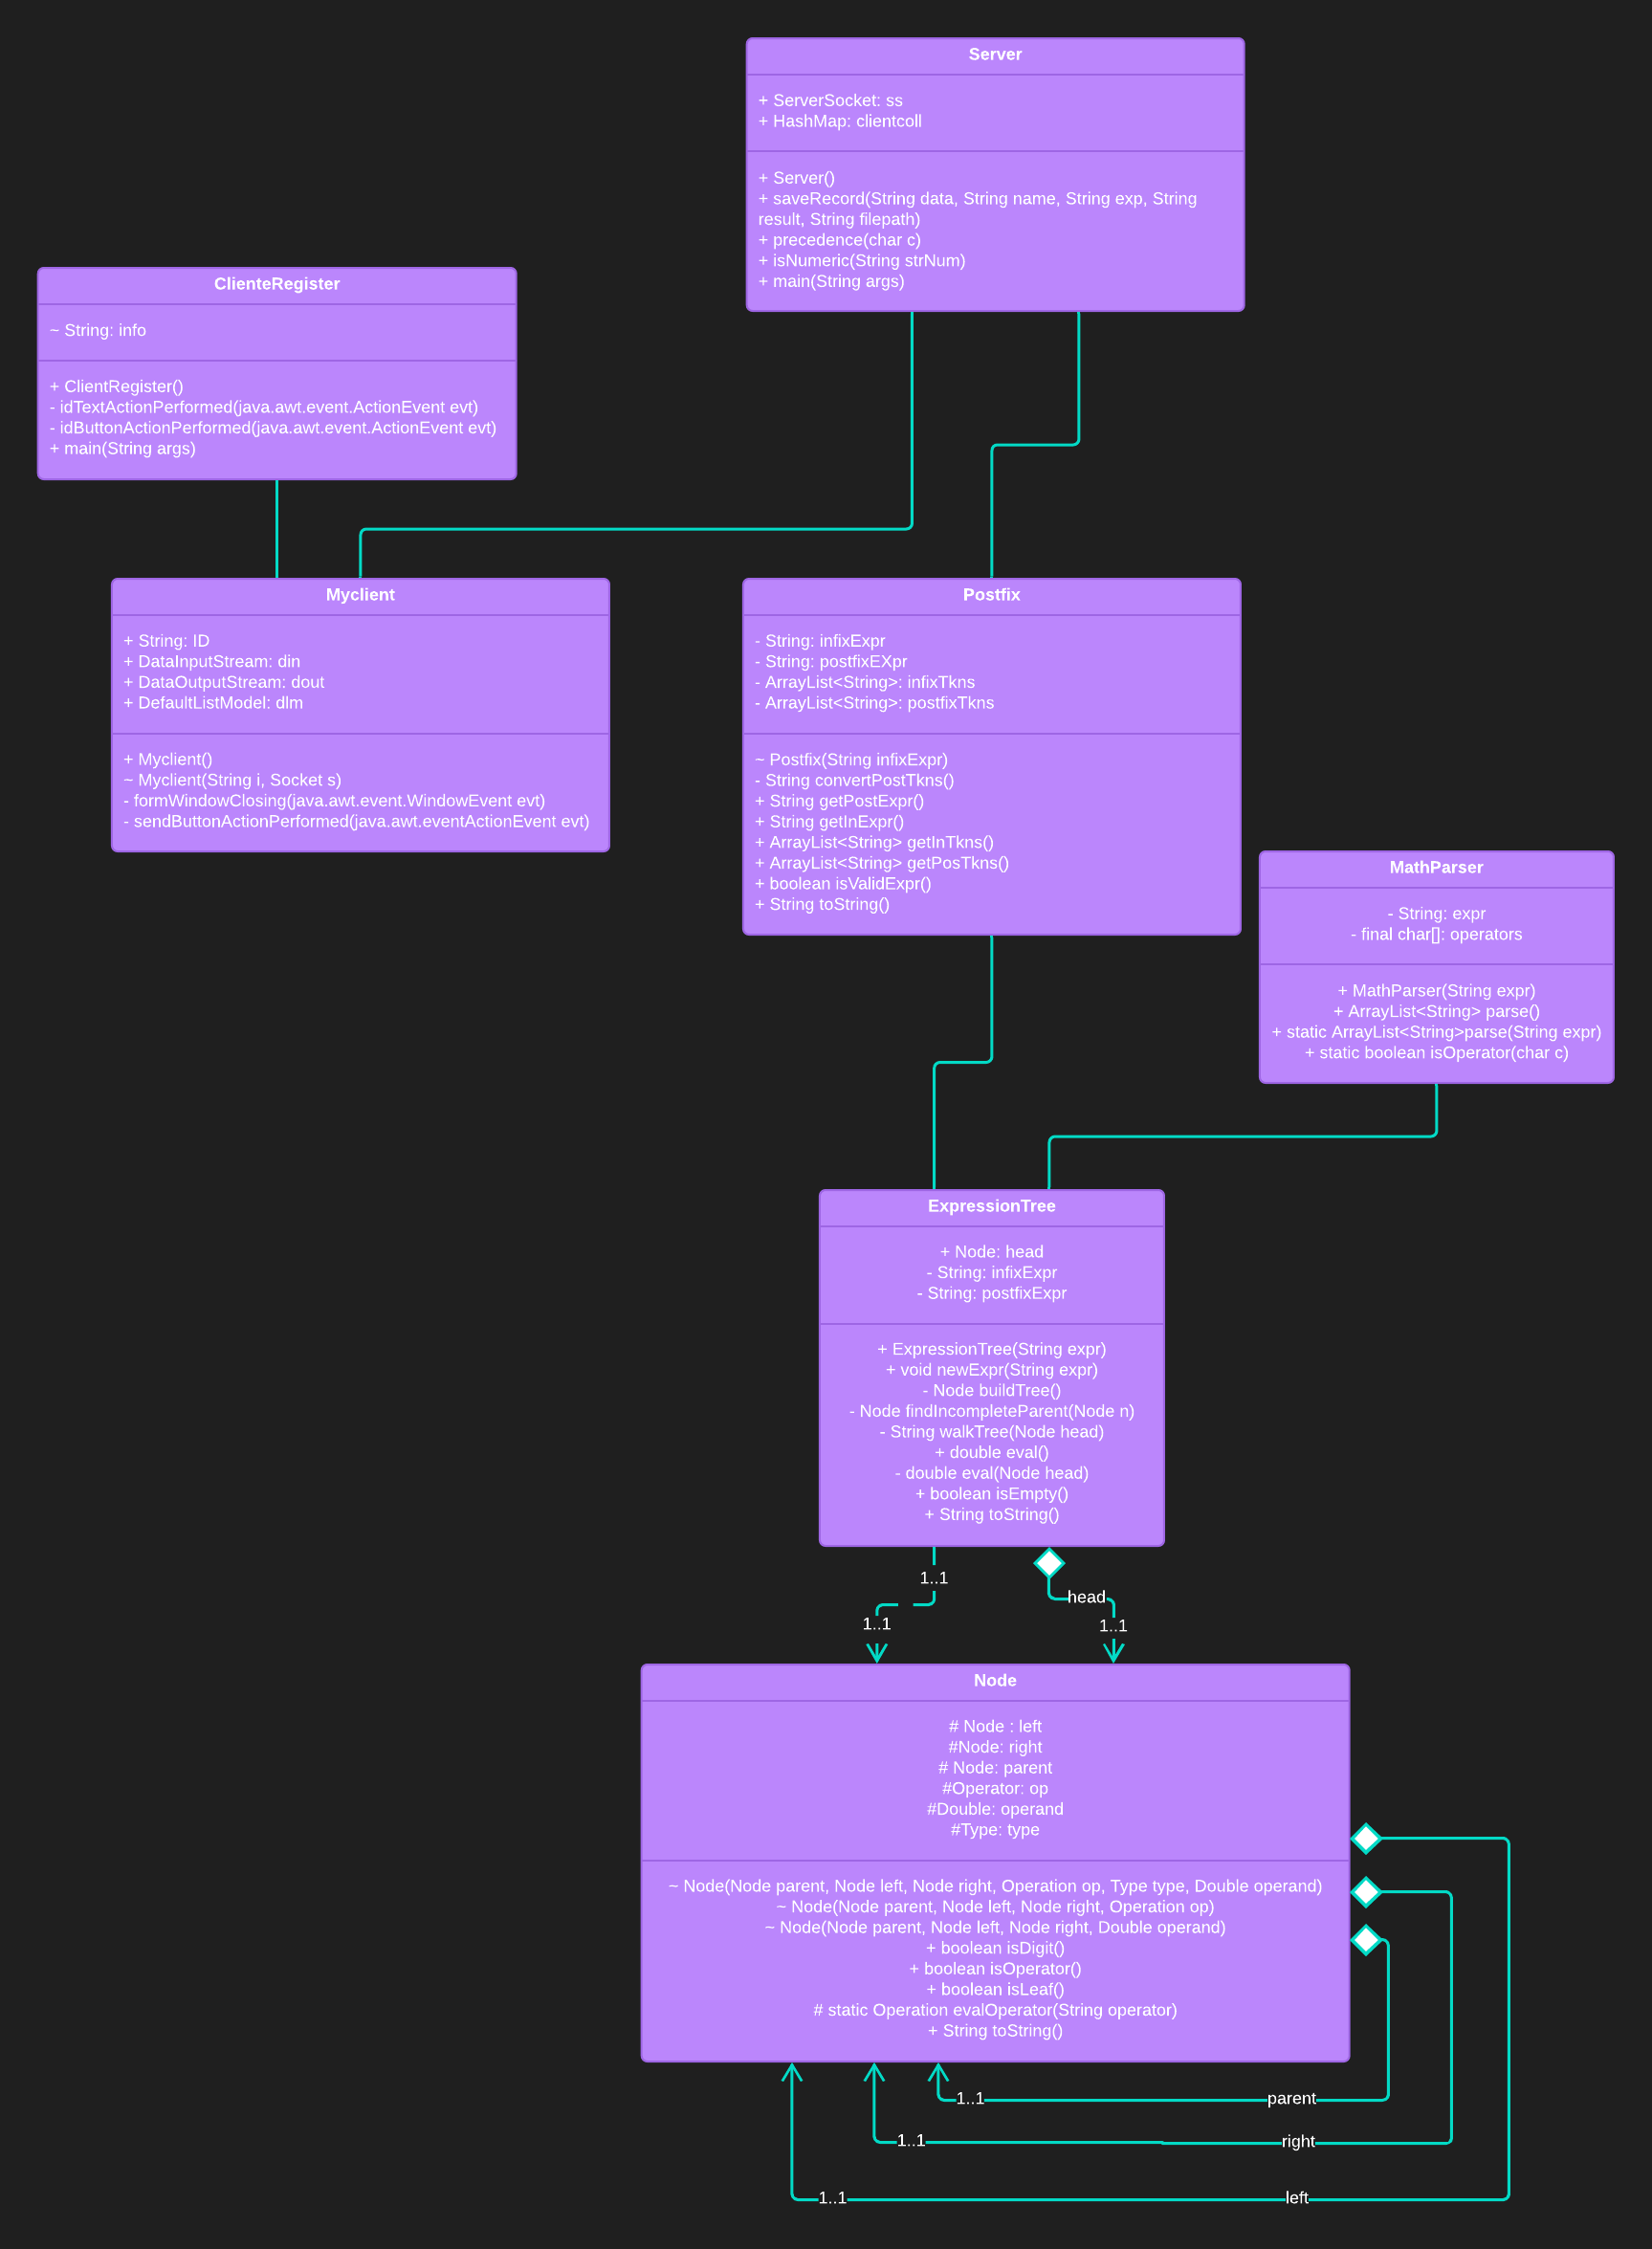 Server
+ ServerSocket: ss
+ HashMap: clientcoll
+ Server()
+ saveRecord(String data, String name, String exp, String
result, String filepath)
+ precedence(char c)
+ isNumeric(String strNum)
+ main(String args)
ClienteRegister
~ String: info
+ ClientRegister()
- idTextActionPerformed(java.awt.event.ActionEvent evt)
- idButtonActionPerformed(java.awt.event.ActionEvent evt)
+ main(String args)
Myclient
+ String: ID
+ DataInputStream: din
+ DataOutputStream: dout
+ DefaultListModel: dlm
+ Myclient()
~ Myclient(String i, Socket s)
- formWindowClosing(java.awt.event.WindowEvent evt)
- sendButtonActionPerformed(java.awt.eventActionEvent evt)
Postfix
- String: infixExpr
- String: postfixEXpr
- ArrayList<String>: infixTkns
- ArrayList<String>: postfixTkns
~ Postfix(String infixExpr)
- String convertPostTkns()
+ String getPostExpr()
+ String getInExpr()
+ ArrayList<String> getInTkns()
+ ArrayList<String> getPosTkns()
+ boolean isValidExpr()
+ String toString()
MathParser
- String: expr
- final char[]: operators
+ MathParser(String expr)
+ ArrayList<String> parse()
+ static ArrayList<String>parse(String expr)
+ static boolean isOperator(char c)
ExpressionTree
+ Node: head
- String: infixExpr
- String: postfixExpr
+ ExpressionTree(String expr)
+ void newExpr(String expr)
- Node buildTree()
- Node findIncompleteParent(Node n)
- String walkTree(Node head)
+ double eval()
- double eval(Node head)
+ boolean isEmpty()
+ String toString()
1..1
head
1..1
1..1
Node
# Node : left
#Node: right
# Node: parent
#Operator: op
#Double: operand
#Type: type
~ Node(Node parent, Node left, Node right, Operation op, Type type, Double operand)
~ Node(Node parent, Node left, Node right, Operation op)
~ Node(Node parent, Node left, Node right, Double operand)
+ boolean isDigit()
+ boolean isOperator()
+ boolean isLeaf()
# static Operation evalOperator(String operator)
+ String toString()
1..1 parent
1..1 right
1..1 left